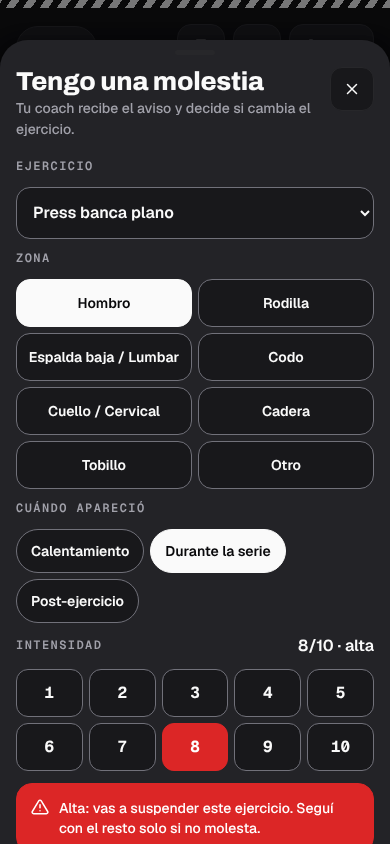 Tengo una molestia
Tu coach recibe el aviso y decide si cambia el
ejercicio.
EJERCICIO
Press banca plano
ZONA
Hombro
Rodilla
Espalda baja / Lumbar
Codo
Cuello / Cervical
Cadera
Tobillo
Otro
CUÁNDO APARECIÓ
Calentamiento
Durante la serie
Post-ejercicio
INTENSIDAD
8/10 · alta
1
2
3
4
5
6
7
8
9
10
Alta: vas a suspender este ejercicio. Seguí
con el resto solo si no molesta.